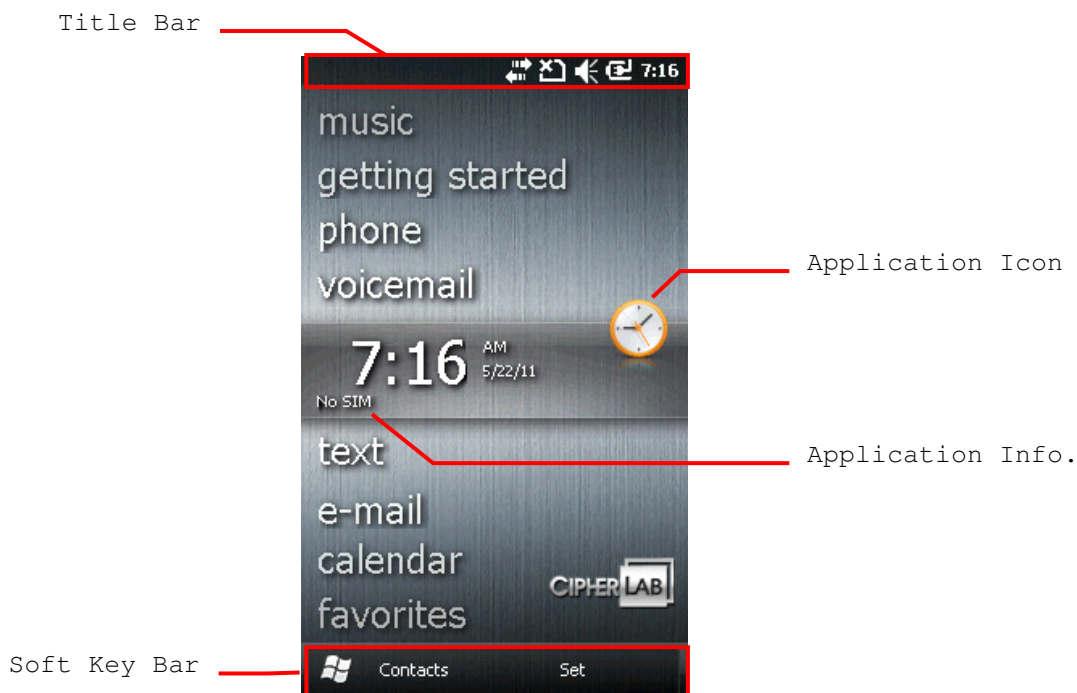 Title Bar
7:16
music
getting started
phone
voicemail
Application Icon
7:16 AM
5/22/11
No SIM
text
Application Info.
e-mail
calendar
CIPHERLAB
favorites
Soft Key Bar
Contacts Set